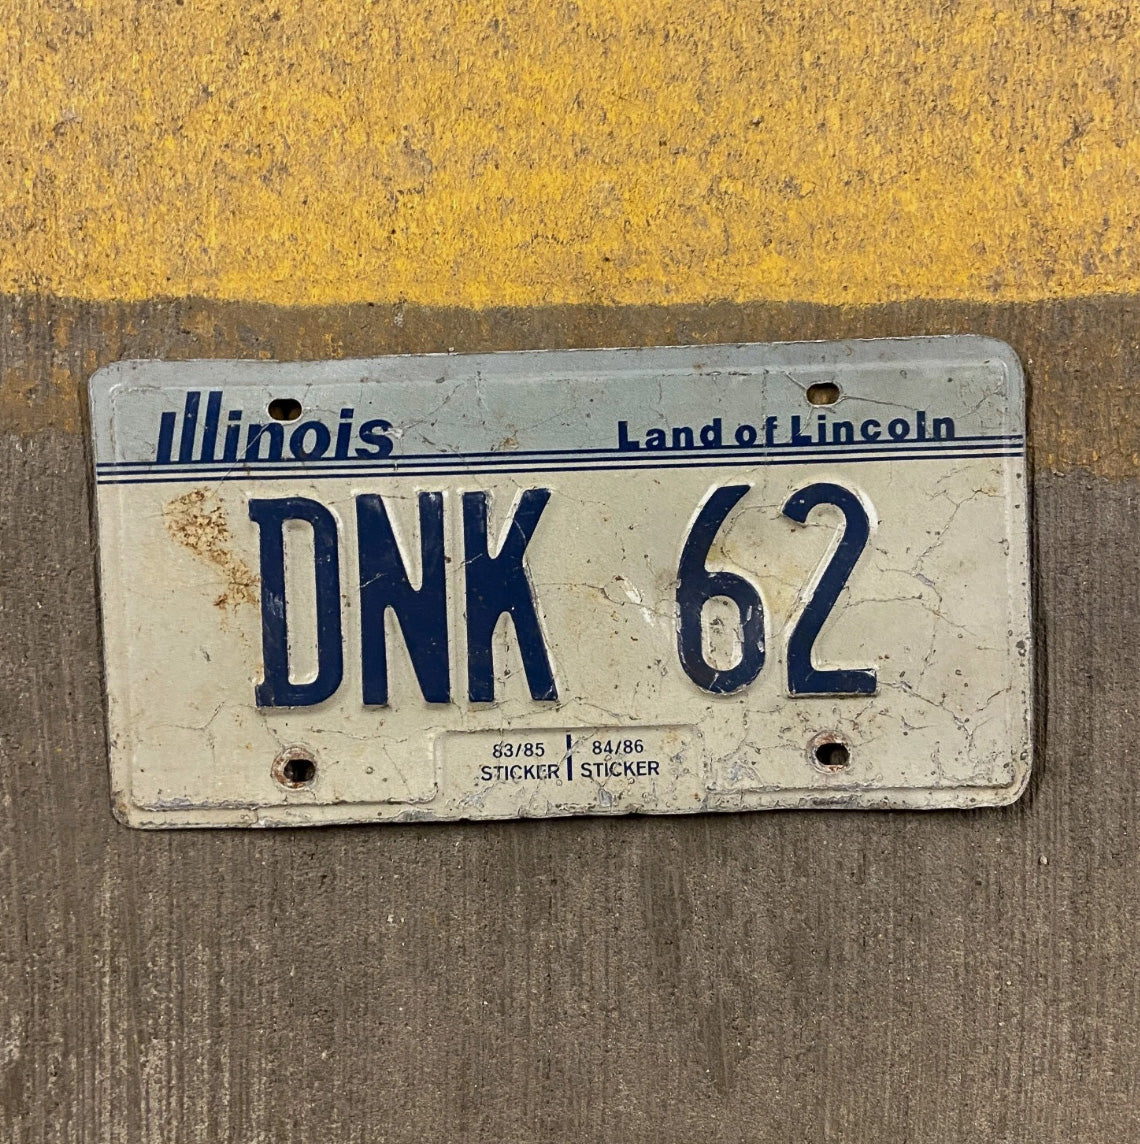 Illinois Land of Lincoln
DNK 62
83/85 84/86
STICKER STICKER